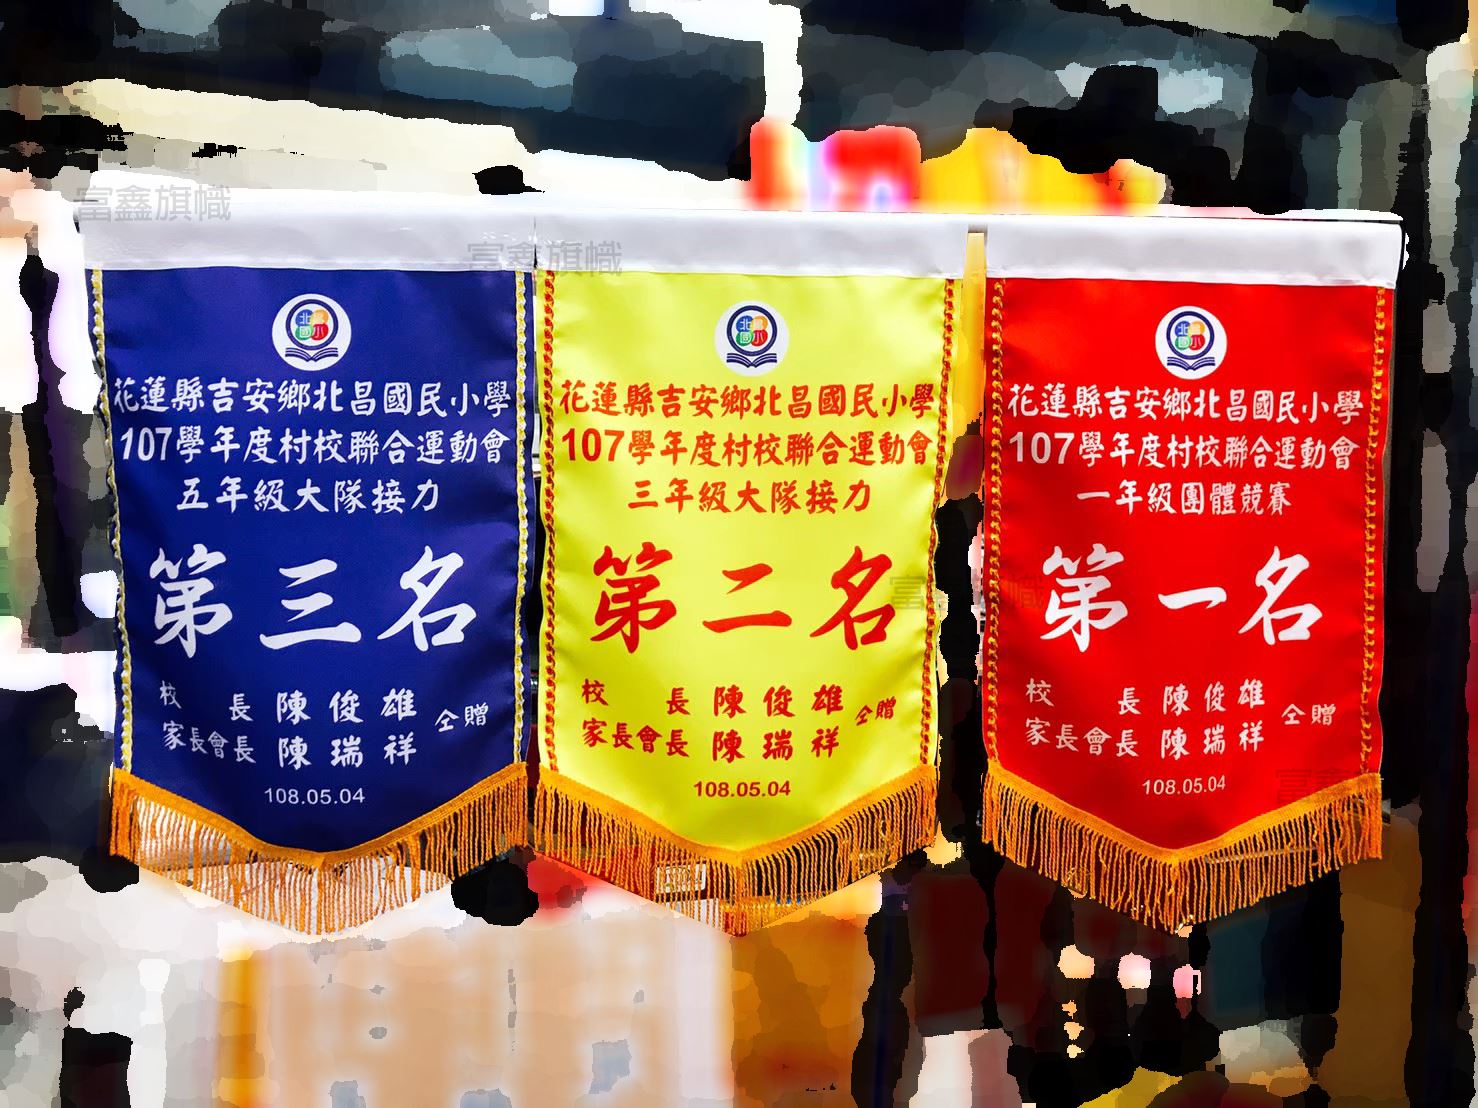 富鑫旗幟
富鑫旗幟
北昌國小
花蓮縣吉安鄉北昌國民小學
107學年度村校聯合運動會
五年級大隊接力
第三名
校長 陳俊雄
家長會長 陳瑞祥
仝贈
108.05.04
北昌國小
花蓮縣吉安鄉北昌國民小學
107學年度村校聯合運動會
三年級大隊接力
第二名
校長 陳俊雄
家長會長 陳瑞祥
仝贈
108.05.04
富鑫旗幟
北昌國小
花蓮縣吉安鄉北昌國民小學
107學年度村校聯合運動會
一年級團體競賽
第一名
校長 陳俊雄
家長會長 陳瑞祥
仝贈
108.05.04
富鑫